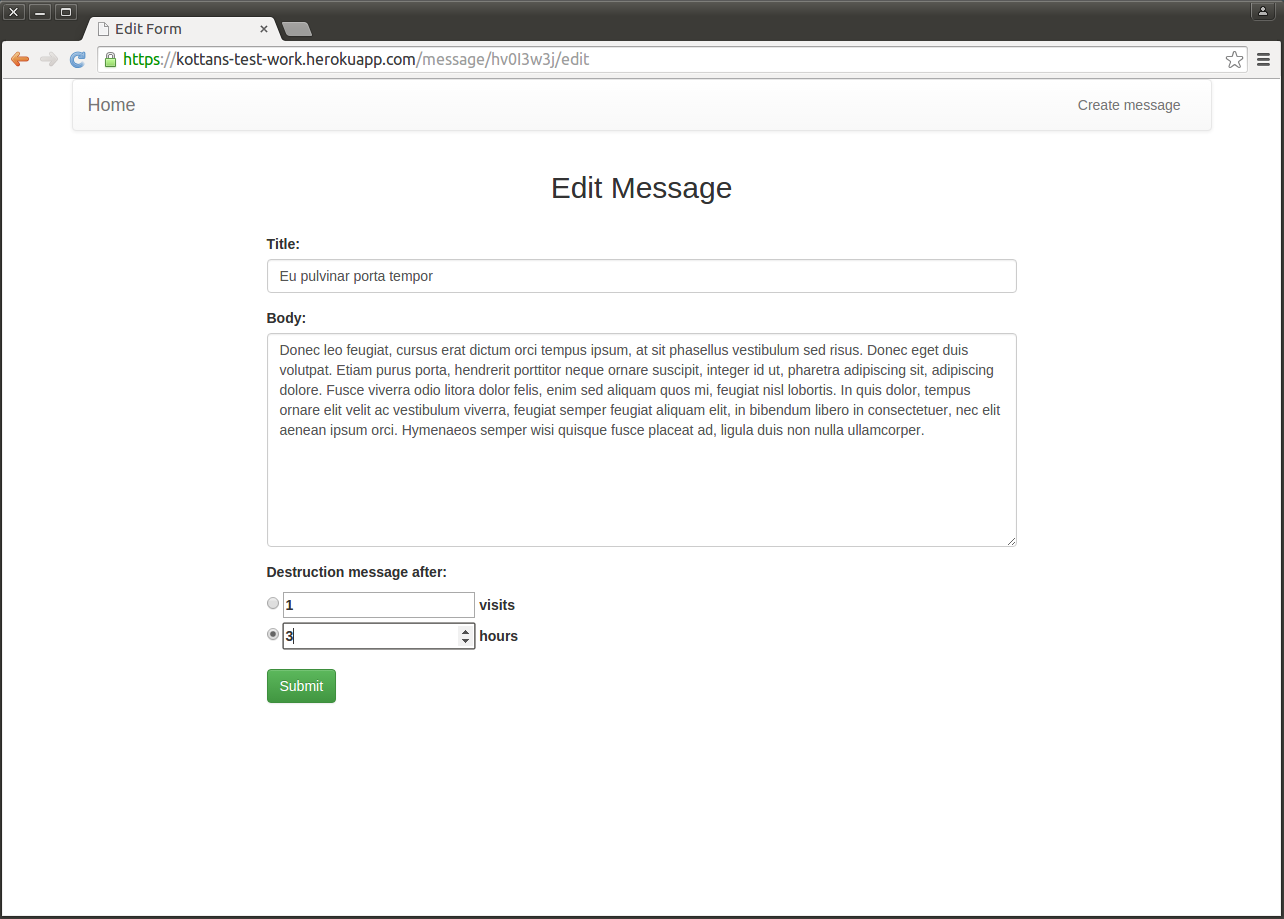 Edit Form
https://kottans-test-work.herokuapp.com/message/hv0l3w3j/edit
Home
Create message
Edit Message
Title:
Eu pulvinar porta tempor
Body:
Donec leo feugiat, cursus erat dictum orci tempus ipsum, at sit phasellus vestibulum sed risus. Donec eget duis
volutpat. Etiam purus porta, hendrerit porttitor neque ornare suscipit, integer id ut, pharetra adipiscing sit, adipiscing
dolore. Fusce viverra odio litora dolor felis, enim sed aliquam quos mi, feugiat nisl lobortis. In quis dolor, tempus
ornare elit velit ac vestibulum viverra, feugiat semper feugiat aliquam elit, in bibendum libero in consectetuer, nec elit
aenean ipsum orci. Hymenaeos semper wisi quisque fusce placeat ad, ligula duis non nulla ullamcorper.
Destruction message after:
1 visits
3 hours
Submit